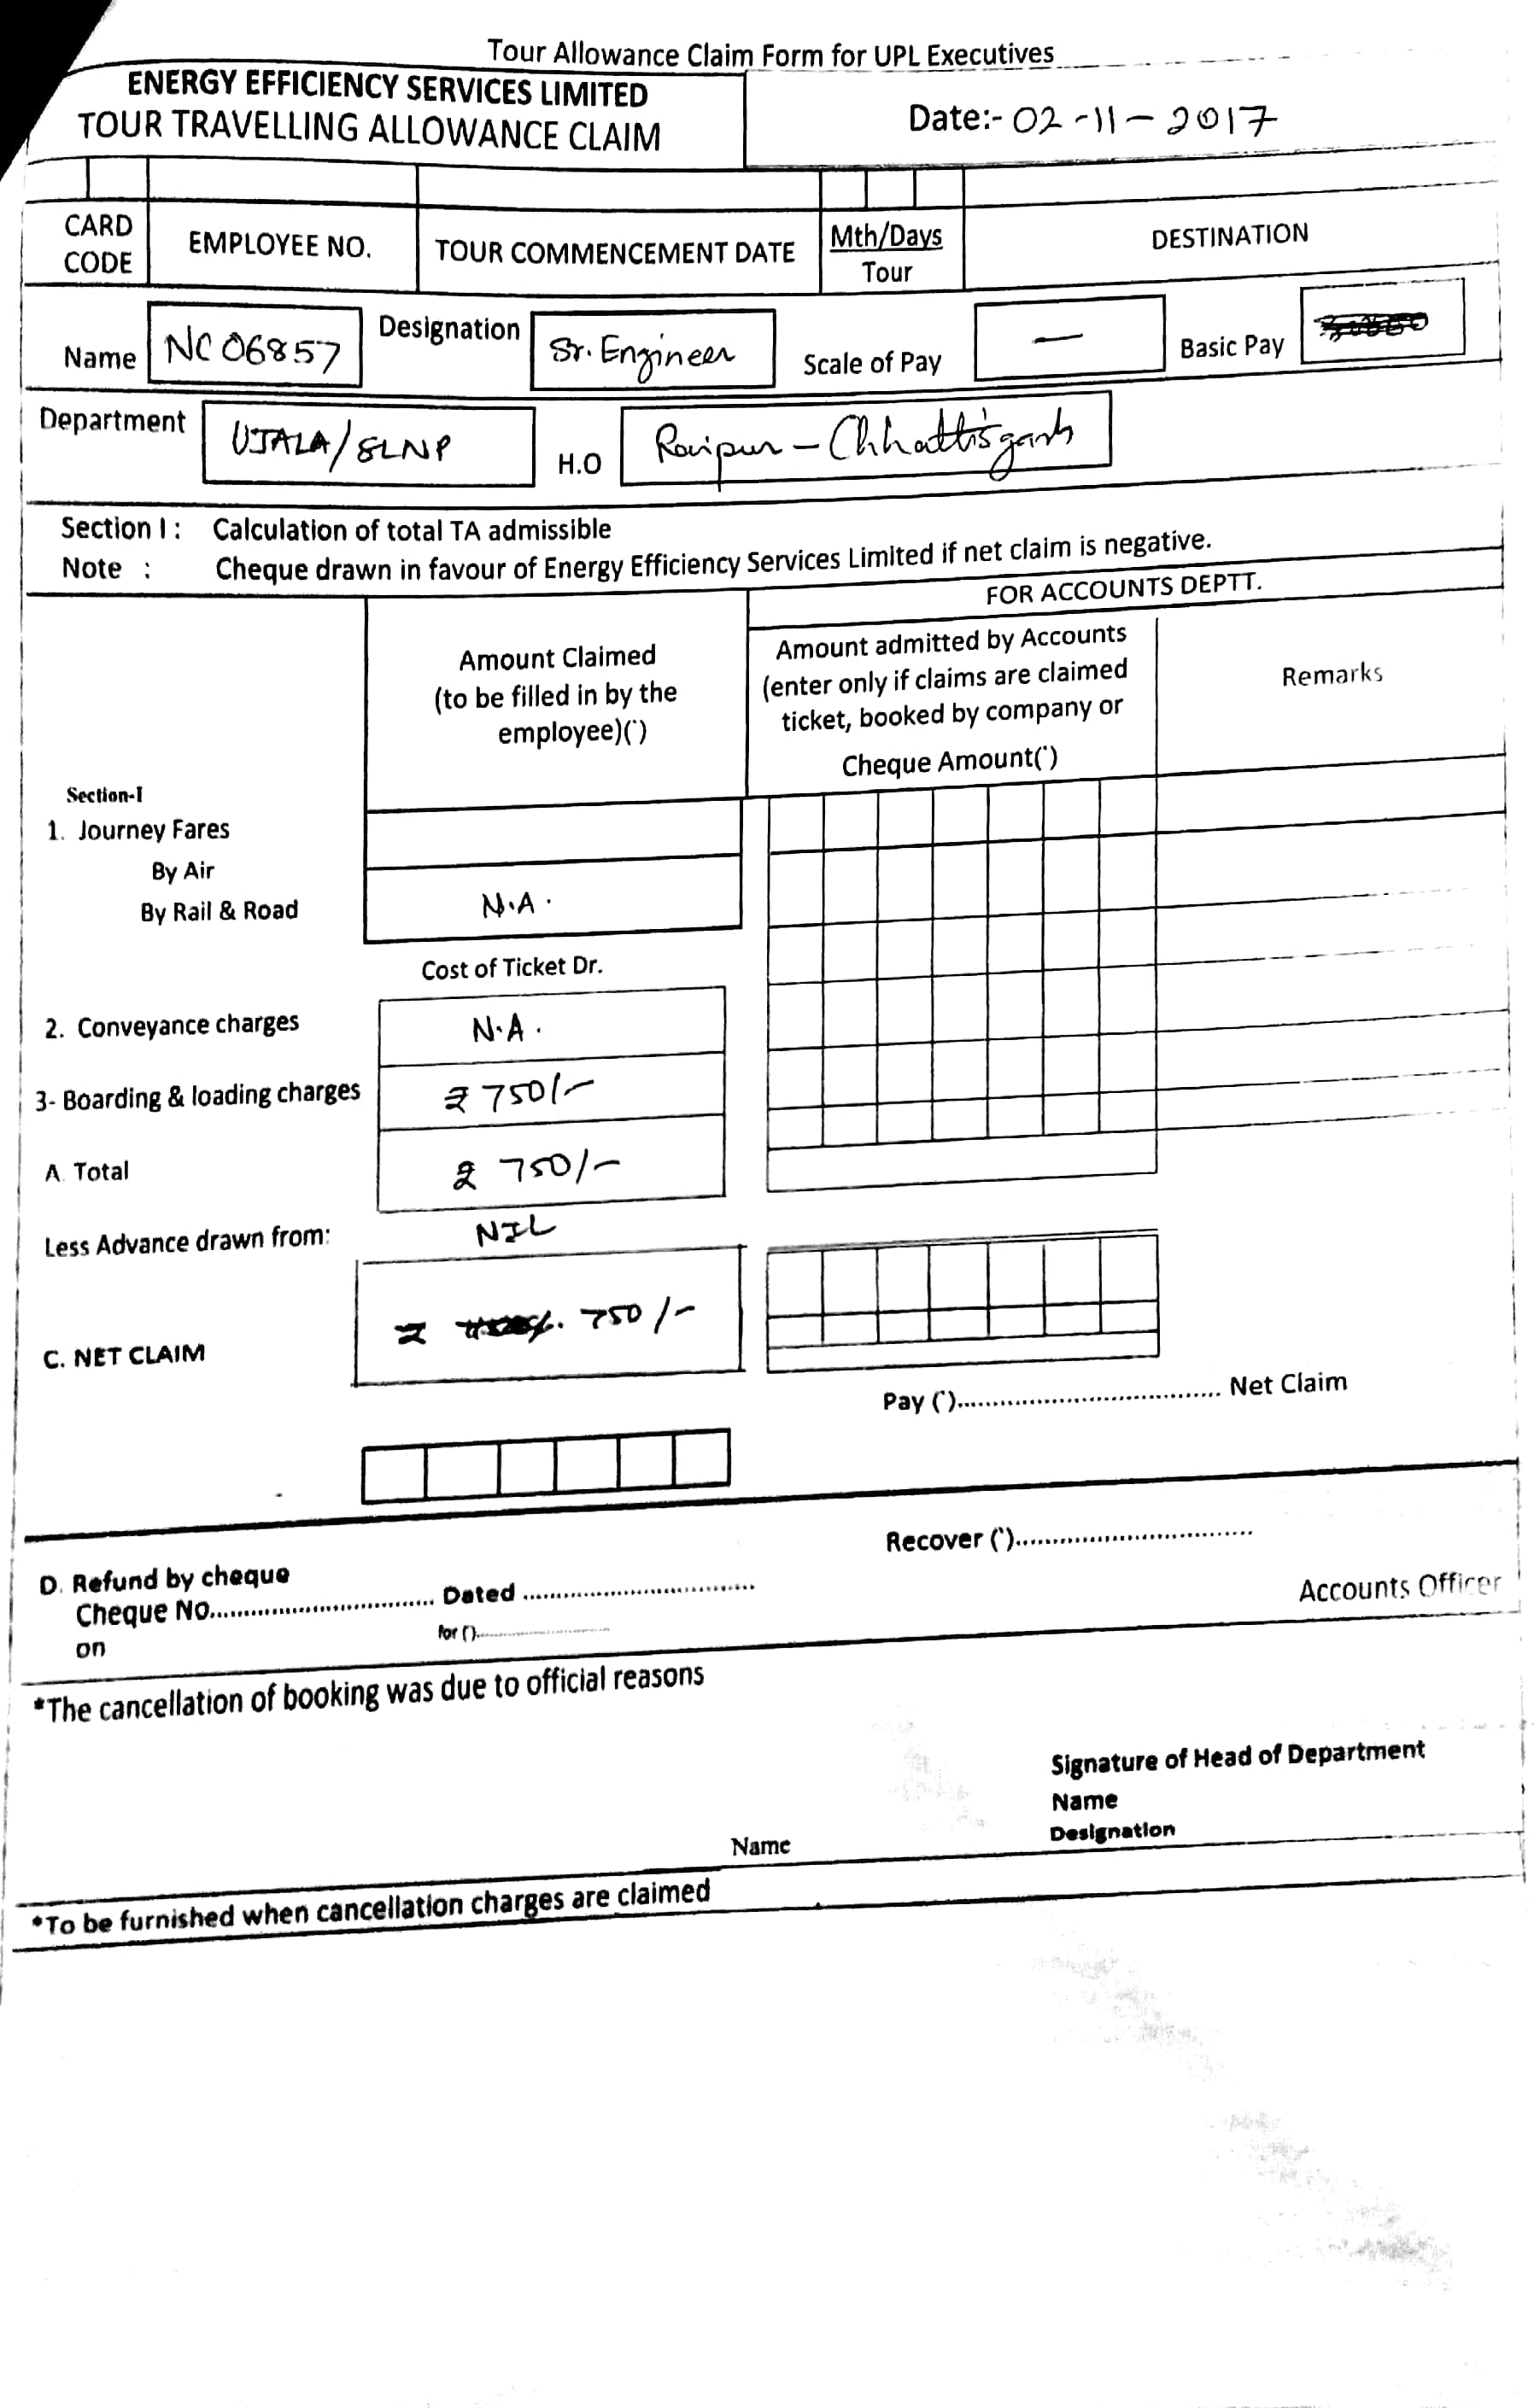 Tour Allowance Claim Form for UPL Executives
ENERGY EFFICIENCY SERVICES LIMITED
TOUR TRAVELLING ALLOWANCE CLAIM
Date:- 02-11-2017
CARD CODE
EMPLOYEE NO.
TOUR COMMENCEMENT DATE
Mth/Days
Tour
DESTINATION
Name NC06857 Designation Sr. Engineer Scale of Pay — Basic Pay
Department UJALA/SLNP H.O Raipur - Chhattisgarh
Section I : Calculation of total TA admissible
Note : Cheque drawn in favour of Energy Efficiency Services Limited if net claim is negative.
FOR ACCOUNTS DEPTT.
Amount Claimed
(to be filled in by the
employee)(`)
Amount admitted by Accounts
(enter only if claims are claimed
ticket, booked by company or
Cheque Amount(`)
Remarks
Section-I
1. Journey Fares
By Air
By Rail & Road N.A.
Cost of Ticket Dr.
2. Conveyance charges N.A.
3- Boarding & loading charges ₹ 750/-
A. Total ₹ 750/-
Less Advance drawn from: NIL
C. NET CLAIM ₹ 750/-
Pay (`).................................... Net Claim
Recover (`)................................
D. Refund by cheque
Cheque No............................... Dated ................................
on for ()..............................
Accounts Officer
*The cancellation of booking was due to official reasons
Signature of Head of Department
Name
Designation
Name
*To be furnished when cancellation charges are claimed